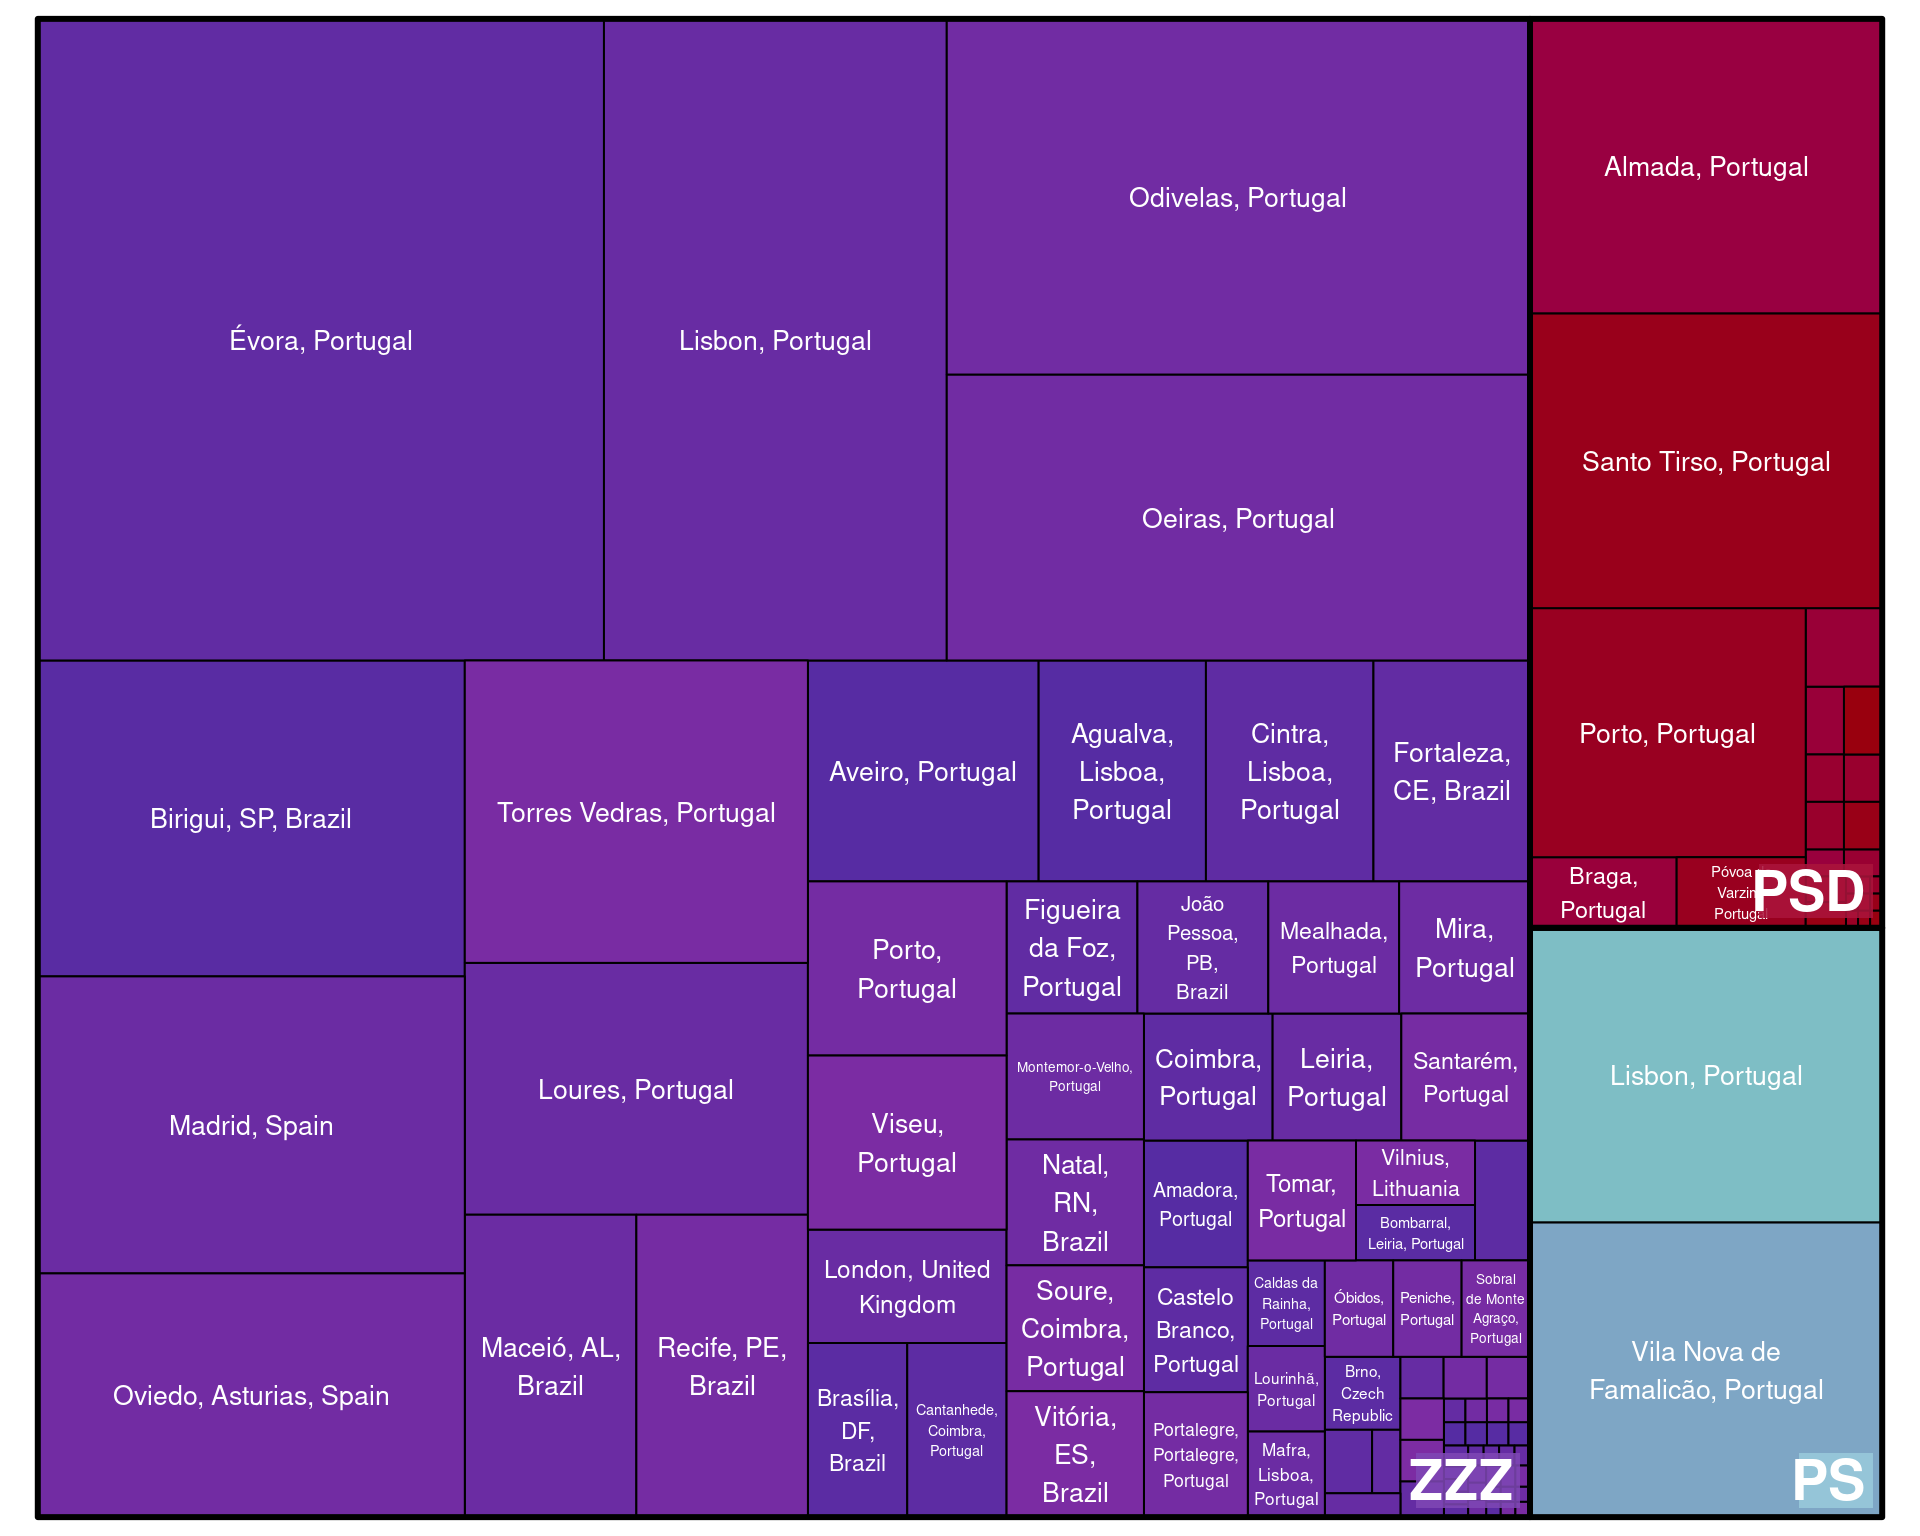 Évora, Portugal
Lisbon, Portugal
Odivelas, Portugal
Oeiras, Portugal
Birigui, SP, Brazil
Madrid, Spain
Oviedo, Asturias, Spain
Torres Vedras, Portugal
Loures, Portugal
Maceió, AL,
Brazil
Recife, PE,
Brazil
Aveiro, Portugal
Agualva,
Lisboa,
Portugal
Cintra,
Lisboa,
Portugal
Fortaleza,
CE, Brazil
Porto,
Portugal
Viseu,
Portugal
London, United
Kingdom
Brasília,
DF,
Brazil
Cantanhede,
Coimbra,
Portugal
Figueira
da Foz,
Portugal
João
Pessoa,
PB,
Brazil
Mealhada,
Portugal
Mira,
Portugal
Montemor-o-Velho,
Portugal
Natal,
RN,
Brazil
Soure,
Coimbra,
Portugal
Vitória,
ES,
Brazil
Coimbra,
Portugal
Leiria,
Portugal
Santarém,
Portugal
Amadora,
Portugal
Castelo
Branco,
Portugal
Portalegre,
Portalegre,
Portugal
Tomar,
Portugal
Vilnius,
Lithuania
Bombarral,
Leiria, Portugal
Caldas da
Rainha,
Portugal
Lourinhã,
Portugal
Mafra,
Lisboa,
Portugal
Óbidos,
Portugal
Peniche,
Portugal
Sobral
de Monte
Agraço,
Portugal
Brno,
Czech
Republic
ZZZ
Almada, Portugal
Santo Tirso, Portugal
Porto, Portugal
Braga,
Portugal
Póvoa
Varzim
Portugal
PSD
Lisbon, Portugal
Vila Nova de
Famalicão, Portugal
PS